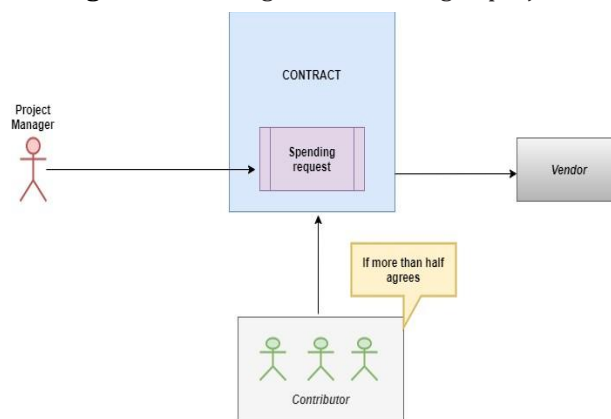 CONTRACT
Project
Manager
Spending
request
Vendor
If more than half
agrees
Contributor